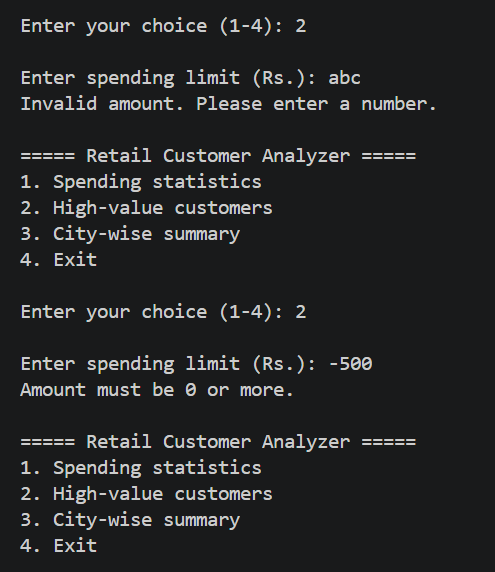 Enter your choice (1-4): 2
Enter spending limit (Rs.): abc
Invalid amount. Please enter a number.
===== Retail Customer Analyzer =====
1. Spending statistics
2. High-value customers
3. City-wise summary
4. Exit
Enter your choice (1-4): 2
Enter spending limit (Rs.): -500
Amount must be 0 or more.
===== Retail Customer Analyzer =====
1. Spending statistics
2. High-value customers
3. City-wise summary
4. Exit